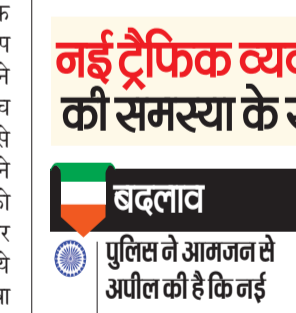 नई ट्रैफिक
की समस्या के
बदलाव
पुलिस ने आमजन से
अपील की है कि नई